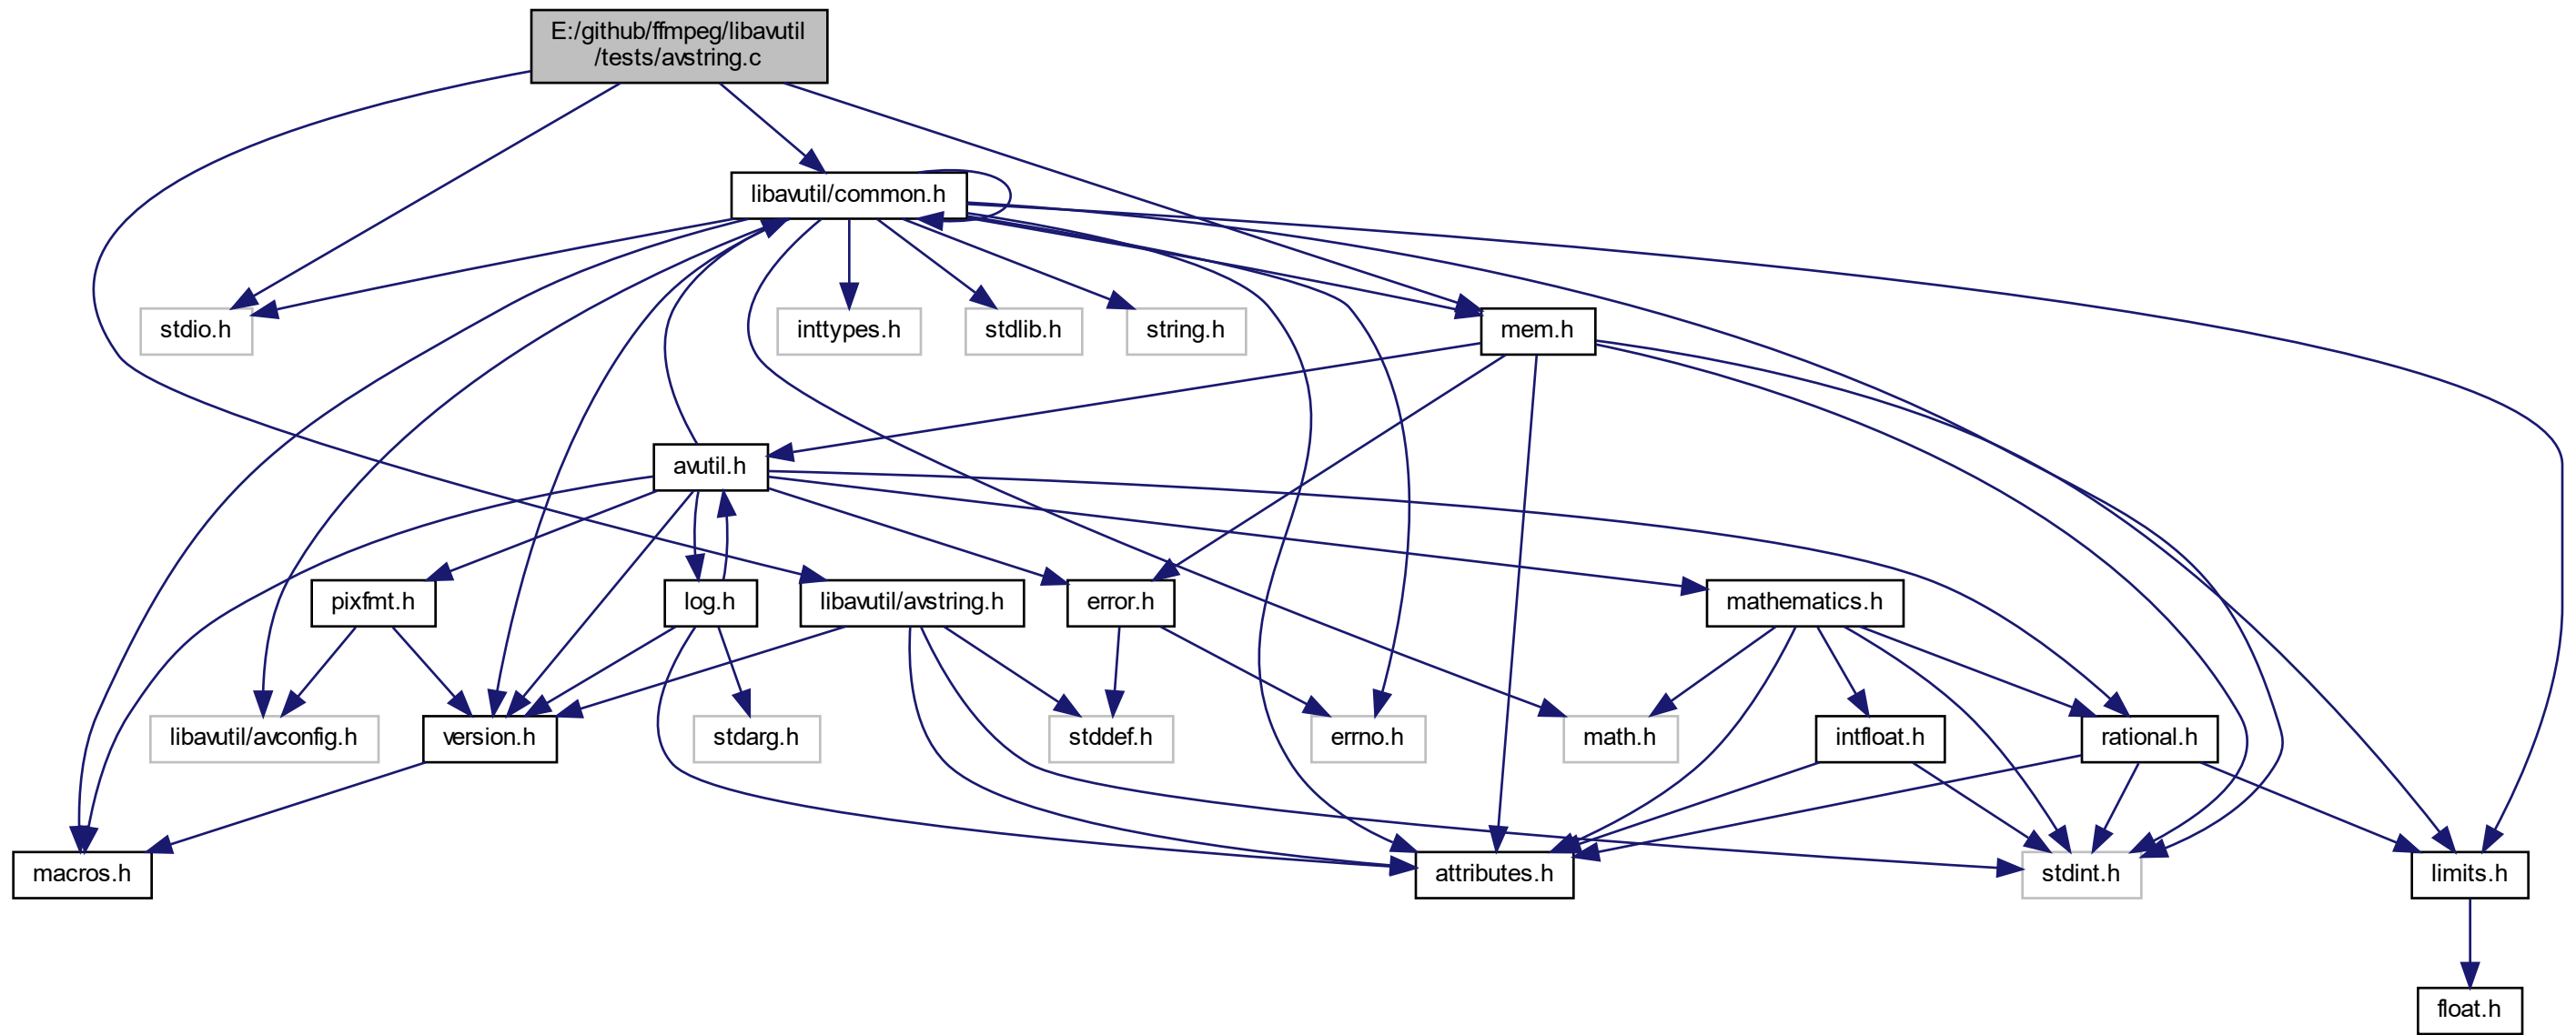 E:/github/ffmpeg/libavutil
/tests/avstring.c
libavutil/common.h
stdio.h
inttypes.h
stdlib.h
string.h
mem.h
avutil.h
pixfmt.h
log.h
libavutil/avstring.h
error.h
mathematics.h
libavutil/avconfig.h
version.h
stdarg.h
stddef.h
errno.h
math.h
intfloat.h
rational.h
macros.h
attributes.h
stdint.h
limits.h
float.h